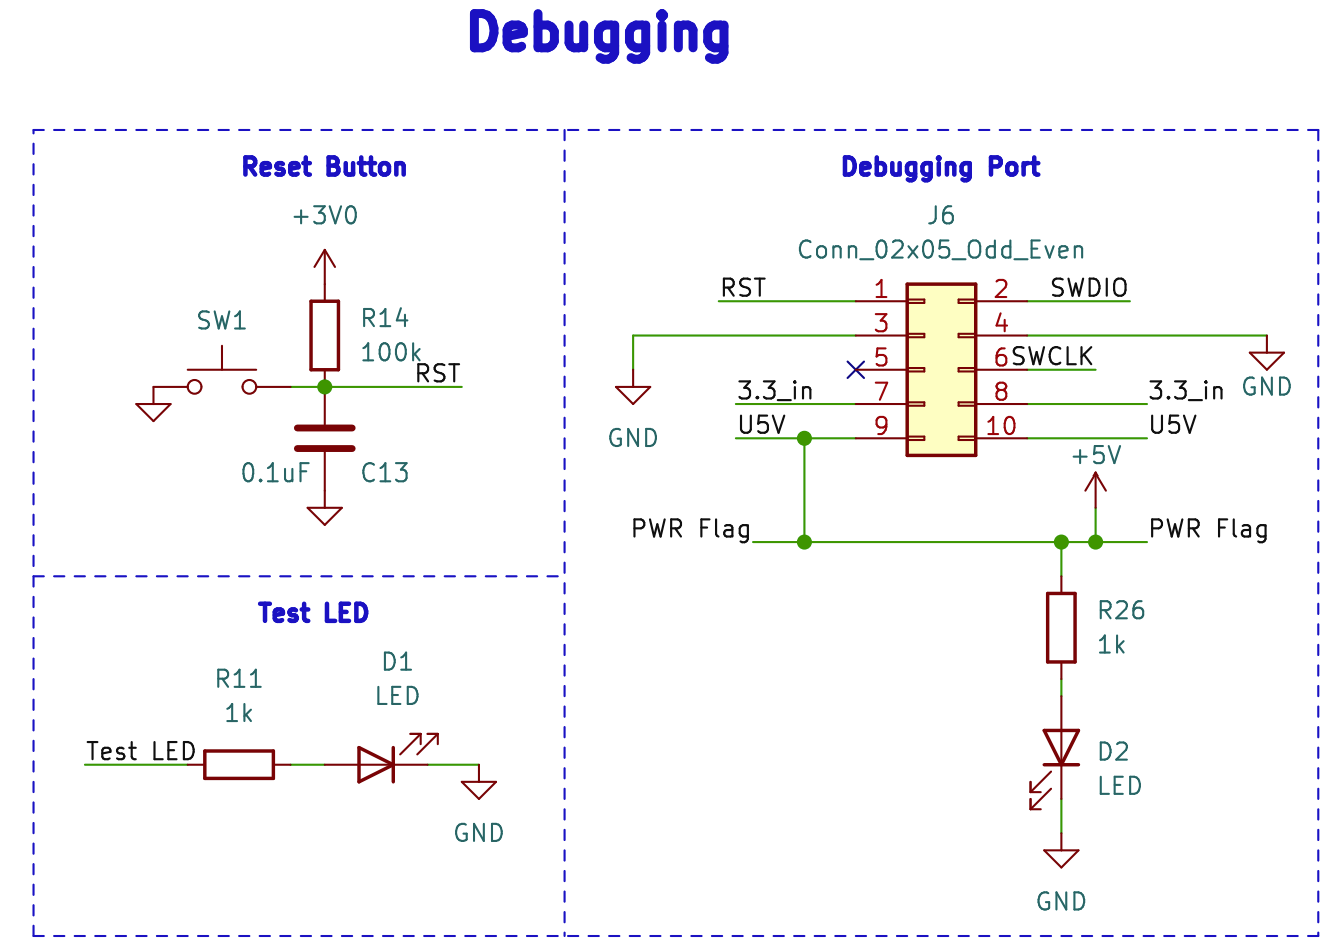 Debugging
Reset Button
+3V0
SW1
R14
100k
RST
0.1uF
C13
Test LED
R11
1k
D1
LED
Test LED
GND
Debugging Port
J6
Conn_02x05_Odd_Even
RST 1 2 SWDIO
3 4
5 6 SWCLK
3.3_in 7 8 3.3_in
U5V 9 10 U5V
GND
GND
+5V
PWR Flag
PWR Flag
R26
1k
D2
LED
GND